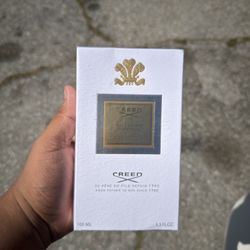 CREED
CREED
DE PÈRE EN FILS DEPUIS 1760
FROM FATHER TO SON SINCE 1760
100 ML 3.3 FL.OZ